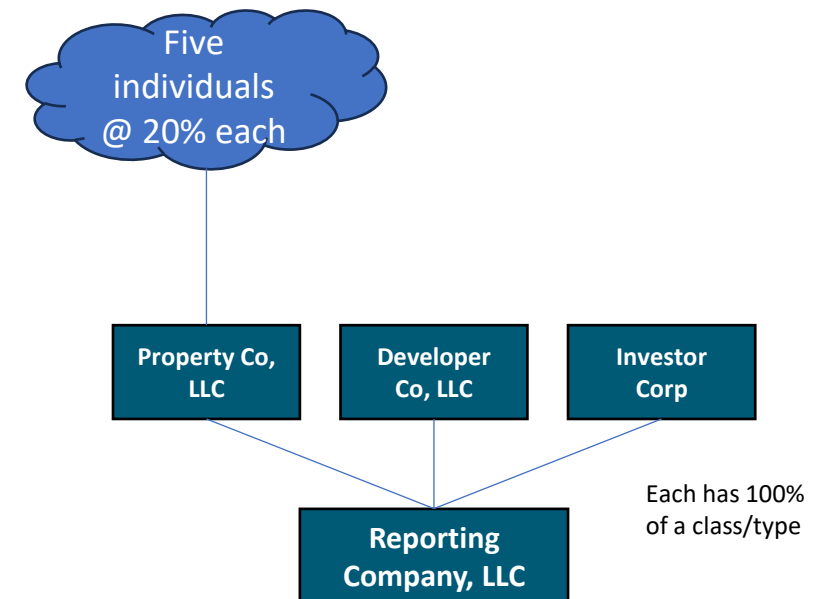 Five
individuals
@ 20% each
Property Co,
LLC
Developer
Co, LLC
Investor
Corp
Each has 100%
of a class/type
Reporting
Company, LLC